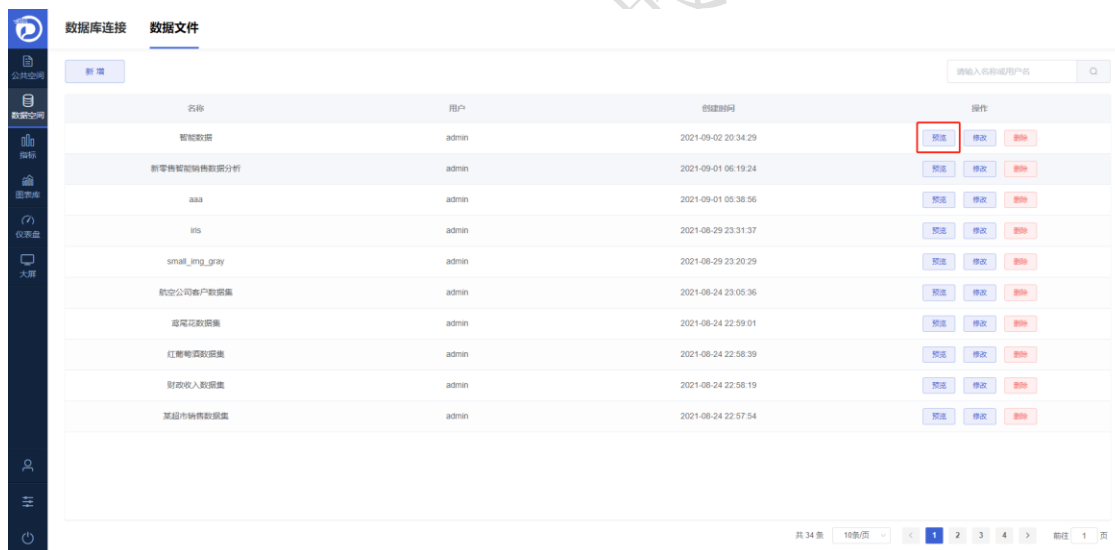 数据库连接 数据文件
公共空间
数据空间
指标
图表库
仪表盘
大屏
新 增
请输入名称或用户名
名称 用户 创建时间 操作
智能数据 admin 2021-09-02 20:34:29 预览 修改 删除
新零售智能销售数据分析 admin 2021-09-01 06:19:24 预览 修改 删除
aaa admin 2021-09-01 05:38:56 预览 修改 删除
iris admin 2021-08-29 23:31:37 预览 修改 删除
small_img_gray admin 2021-08-29 23:20:29 预览 修改 删除
航空公司客户数据集 admin 2021-08-24 23:05:36 预览 修改 删除
鸢尾花数据集 admin 2021-08-24 22:59:01 预览 修改 删除
红葡萄酒数据集 admin 2021-08-24 22:58:39 预览 修改 删除
财政收入数据集 admin 2021-08-24 22:58:19 预览 修改 删除
某超市销售数据集 admin 2021-08-24 22:57:54 预览 修改 删除
共 34 条 10条/页 < 1 2 3 4 > 前往 1 页